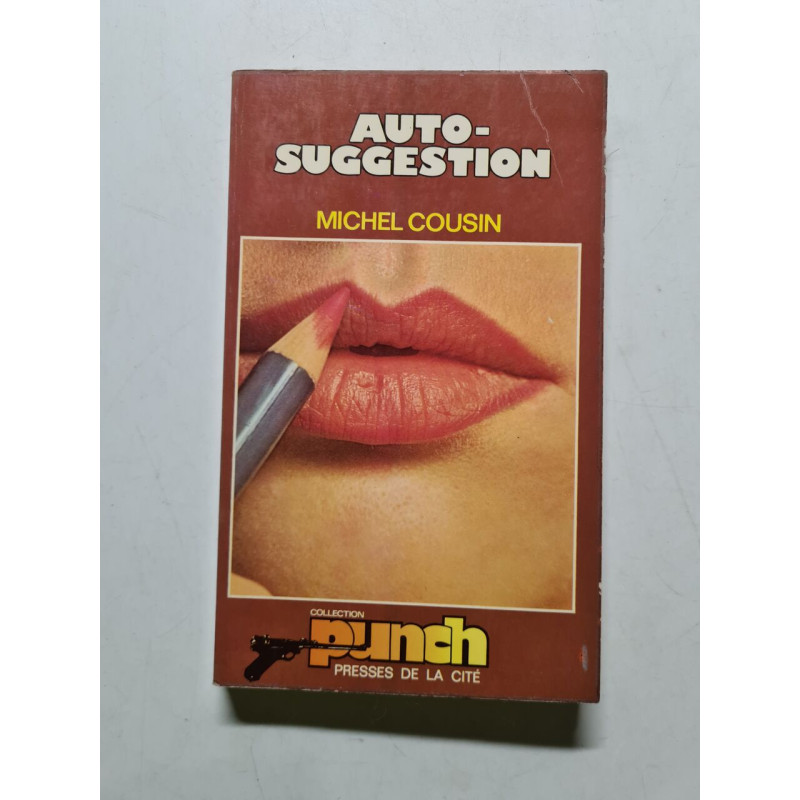 AUTO-
SUGGESTION
MICHEL COUSIN
COLLECTION
punch
PRESSES DE LA CITÉ